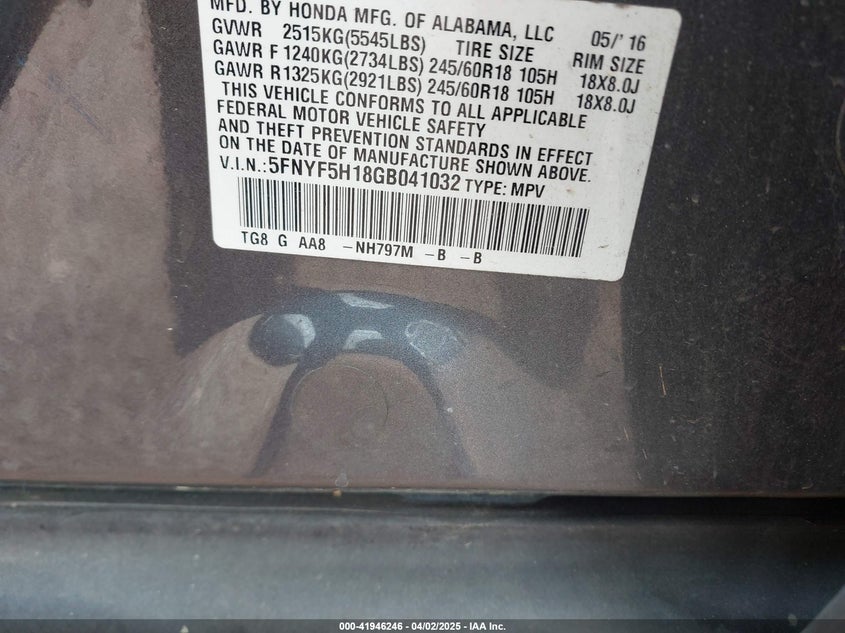 MFD. BY HONDA MFG. OF ALABAMA, LLC 05/' 16
GVWR 2515KG(5545LBS) TIRE SIZE RIM SIZE
GAWR F 1240KG(2734LBS) 245/60R18 105H 18X8.0J
GAWR R1325KG(2921LBS) 245/60R18 105H 18X8.0J
THIS VEHICLE CONFORMS TO ALL APPLICABLE
FEDERAL MOTOR VEHICLE SAFETY
AND THEFT PREVENTION STANDARDS IN EFFECT
ON THE DATE OF MANUFACTURE SHOWN ABOVE.
V.I.N.:5FNYF5H18GB041032 TYPE: MPV
TG8 G AA8 -NH797M -B -B
000-41946246 - 04/02/2025 - IAA Inc.